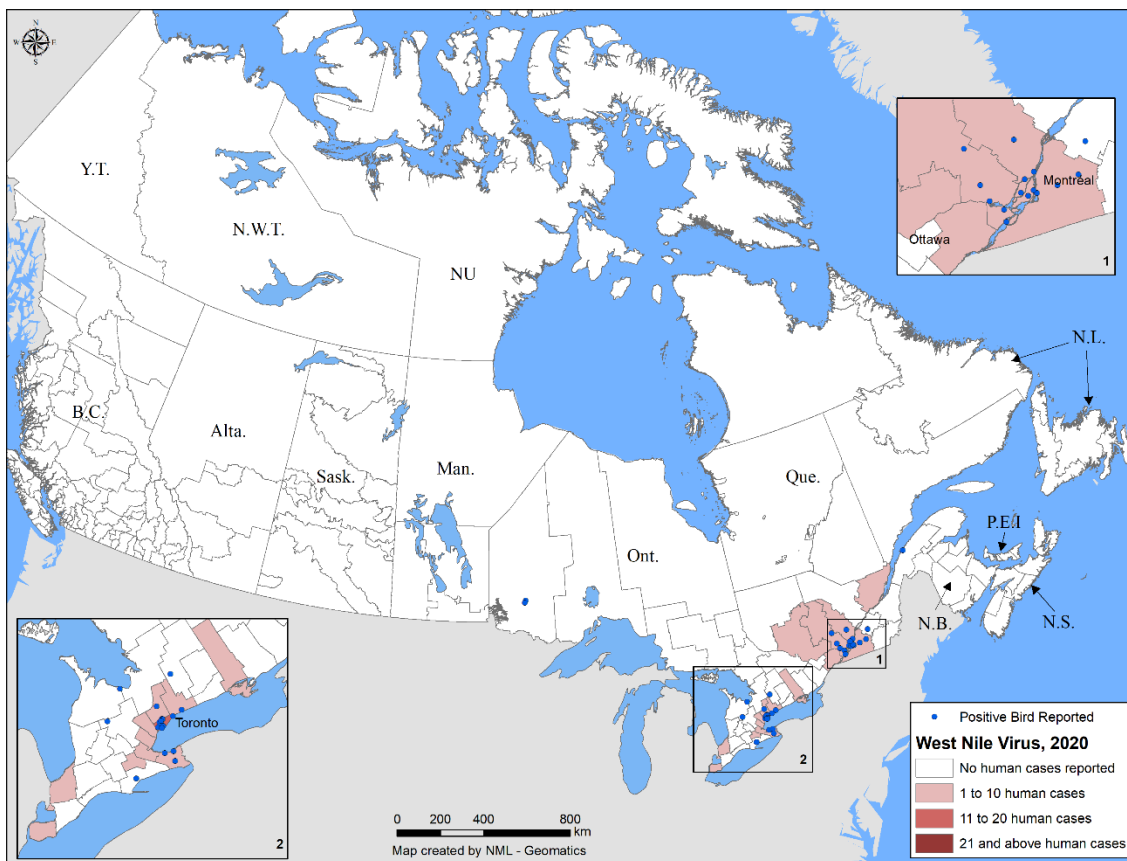 N
W E
S
Y.T.
N.W.T.
NU
B.C.
Alta.
Sask.
Man.
Ont.
Que.
N.L.
P.E.I
N.B.
N.S.
Montréal
Ottawa
1
Toronto
2
1
2
0 200 400 600 800
km
Map created by NML - Geomatics
Positive Bird Reported
West Nile Virus, 2020
No human cases reported
1 to 10 human cases
11 to 20 human cases
21 and above human cases